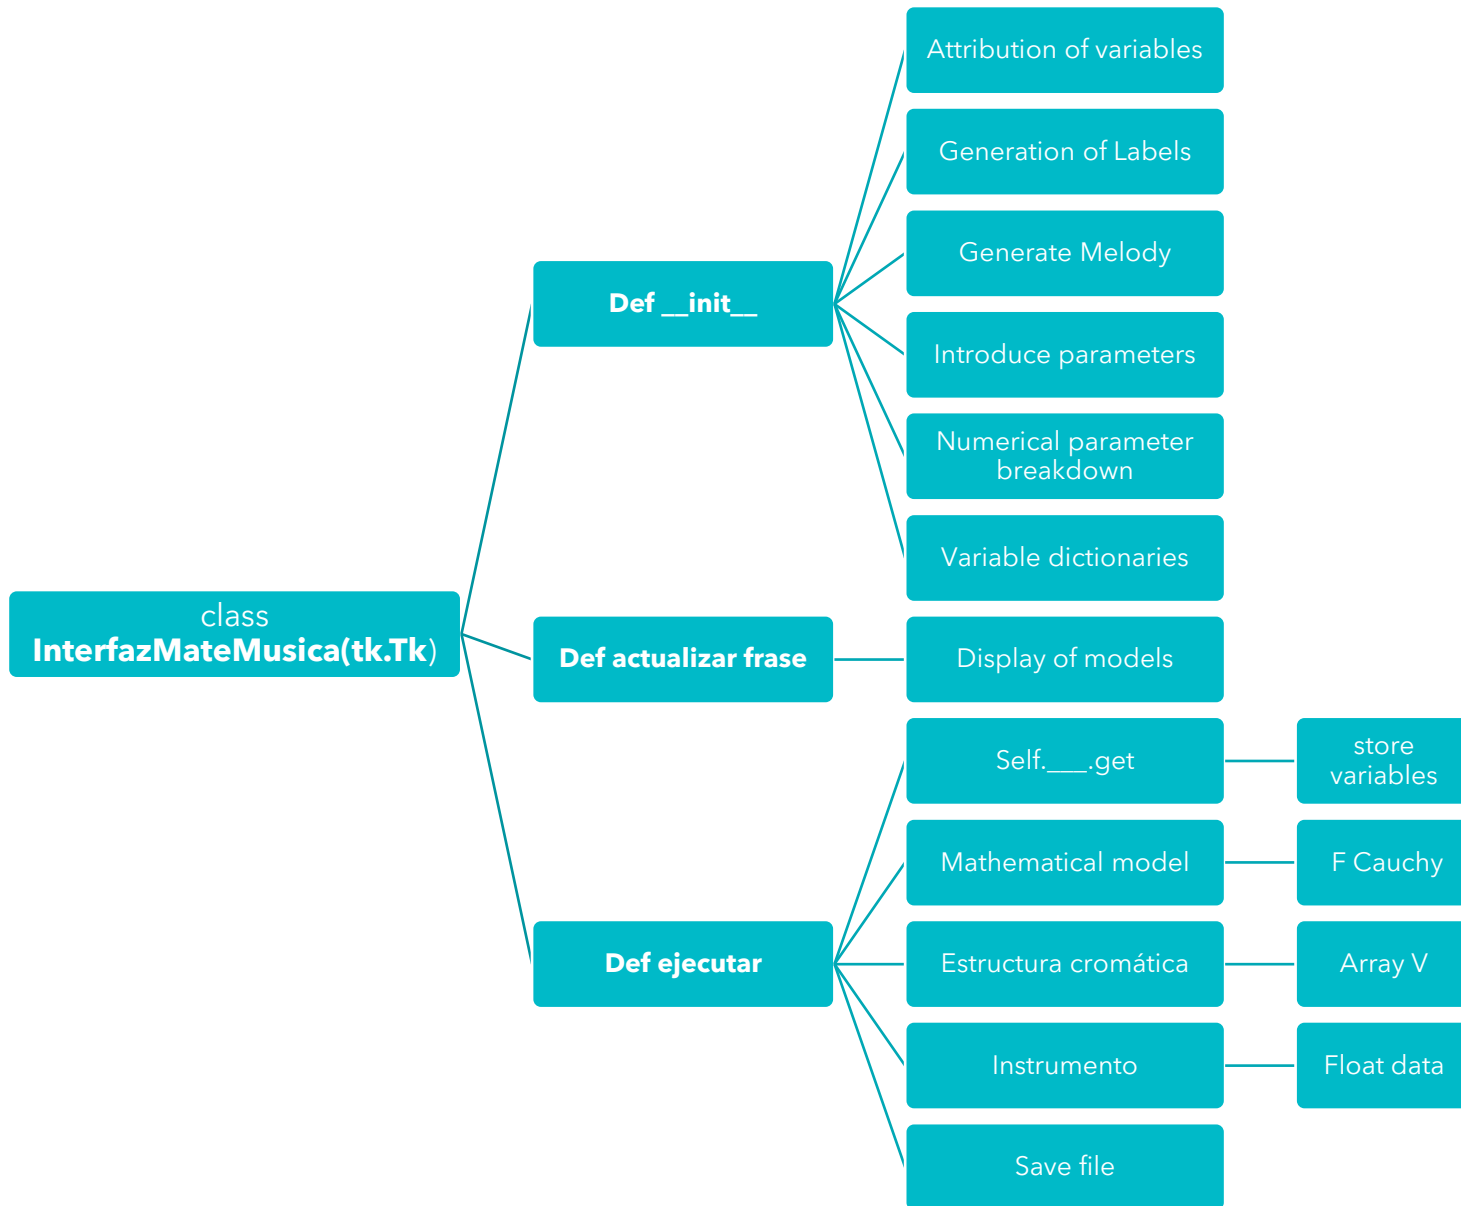 Attribution of variables
Generation of Labels
Generate Melody
Def __init__
Introduce parameters
Numerical parameter
breakdown
Variable dictionaries
class
InterfazMateMusica(tk.Tk)
Def actualizar frase
Display of models
Self.___.get
store
variables
Mathematical model
F Cauchy
Def ejecutar
Estructura cromática
Array V
Instrumento
Float data
Save file